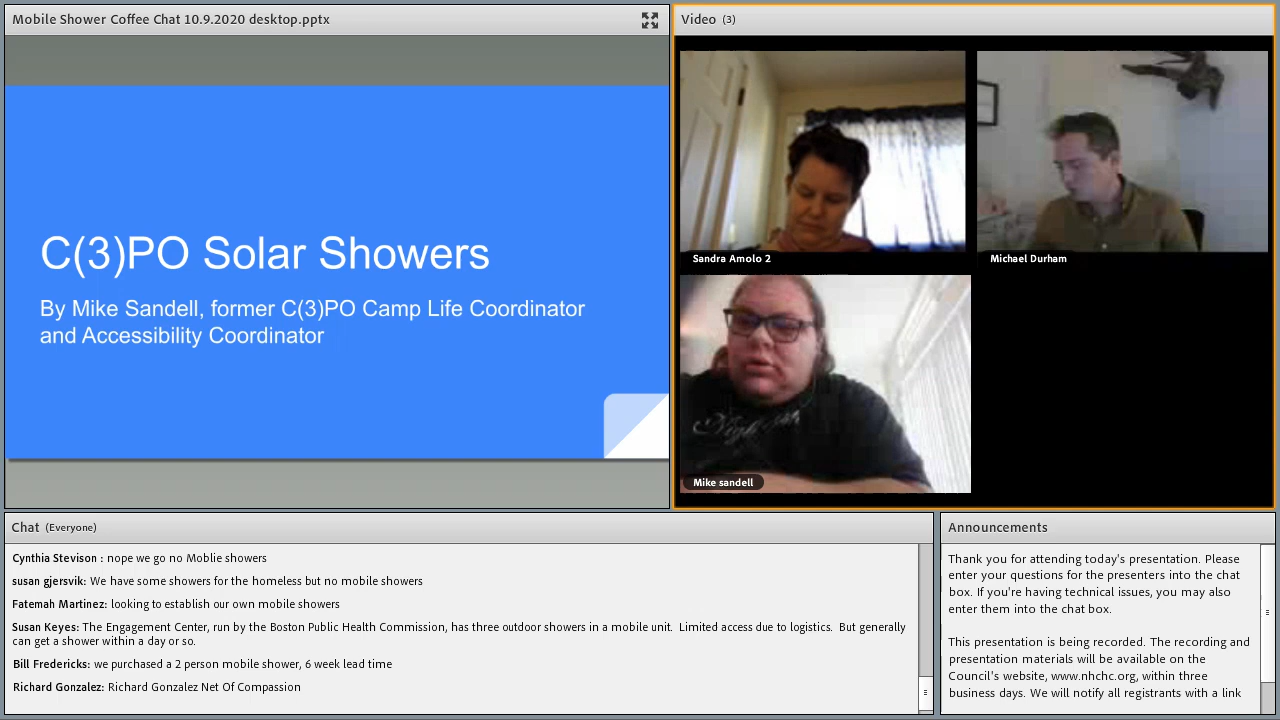 Mobile Shower Coffee Chat 10.9.2020 desktop.pptx
C(3)PO Solar Showers
By Mike Sandell, former C(3)PO Camp Life Coordinator
and Accessibility Coordinator
Video (3)
Sandra Amolo 2
Michael Durham
Mike sandell
Chat (Everyone)
Cynthia Stevison : nope we go no Moblie showers
susan gjersvik: We have some showers for the homeless but no mobile showers
Fatemah Martinez: looking to establish our own mobile showers
Susan Keyes: The Engagement Center, run by the Boston Public Health Commission, has three outdoor showers in a mobile unit. Limited access due to logistics. But generally
can get a shower within a day or so.
Bill Fredericks: we purchased a 2 person mobile shower, 6 week lead time
Richard Gonzalez: Richard Gonzalez Net Of Compassion
Announcements
Thank you for attending today's presentation. Please
enter your questions for the presenters into the chat
box. If you're having technical issues, you may also
enter them into the chat box.
This presentation is being recorded. The recording and
presentation materials will be available on the
Council's website, www.nhchc.org, within three
business days. We will notify all registrants with a link